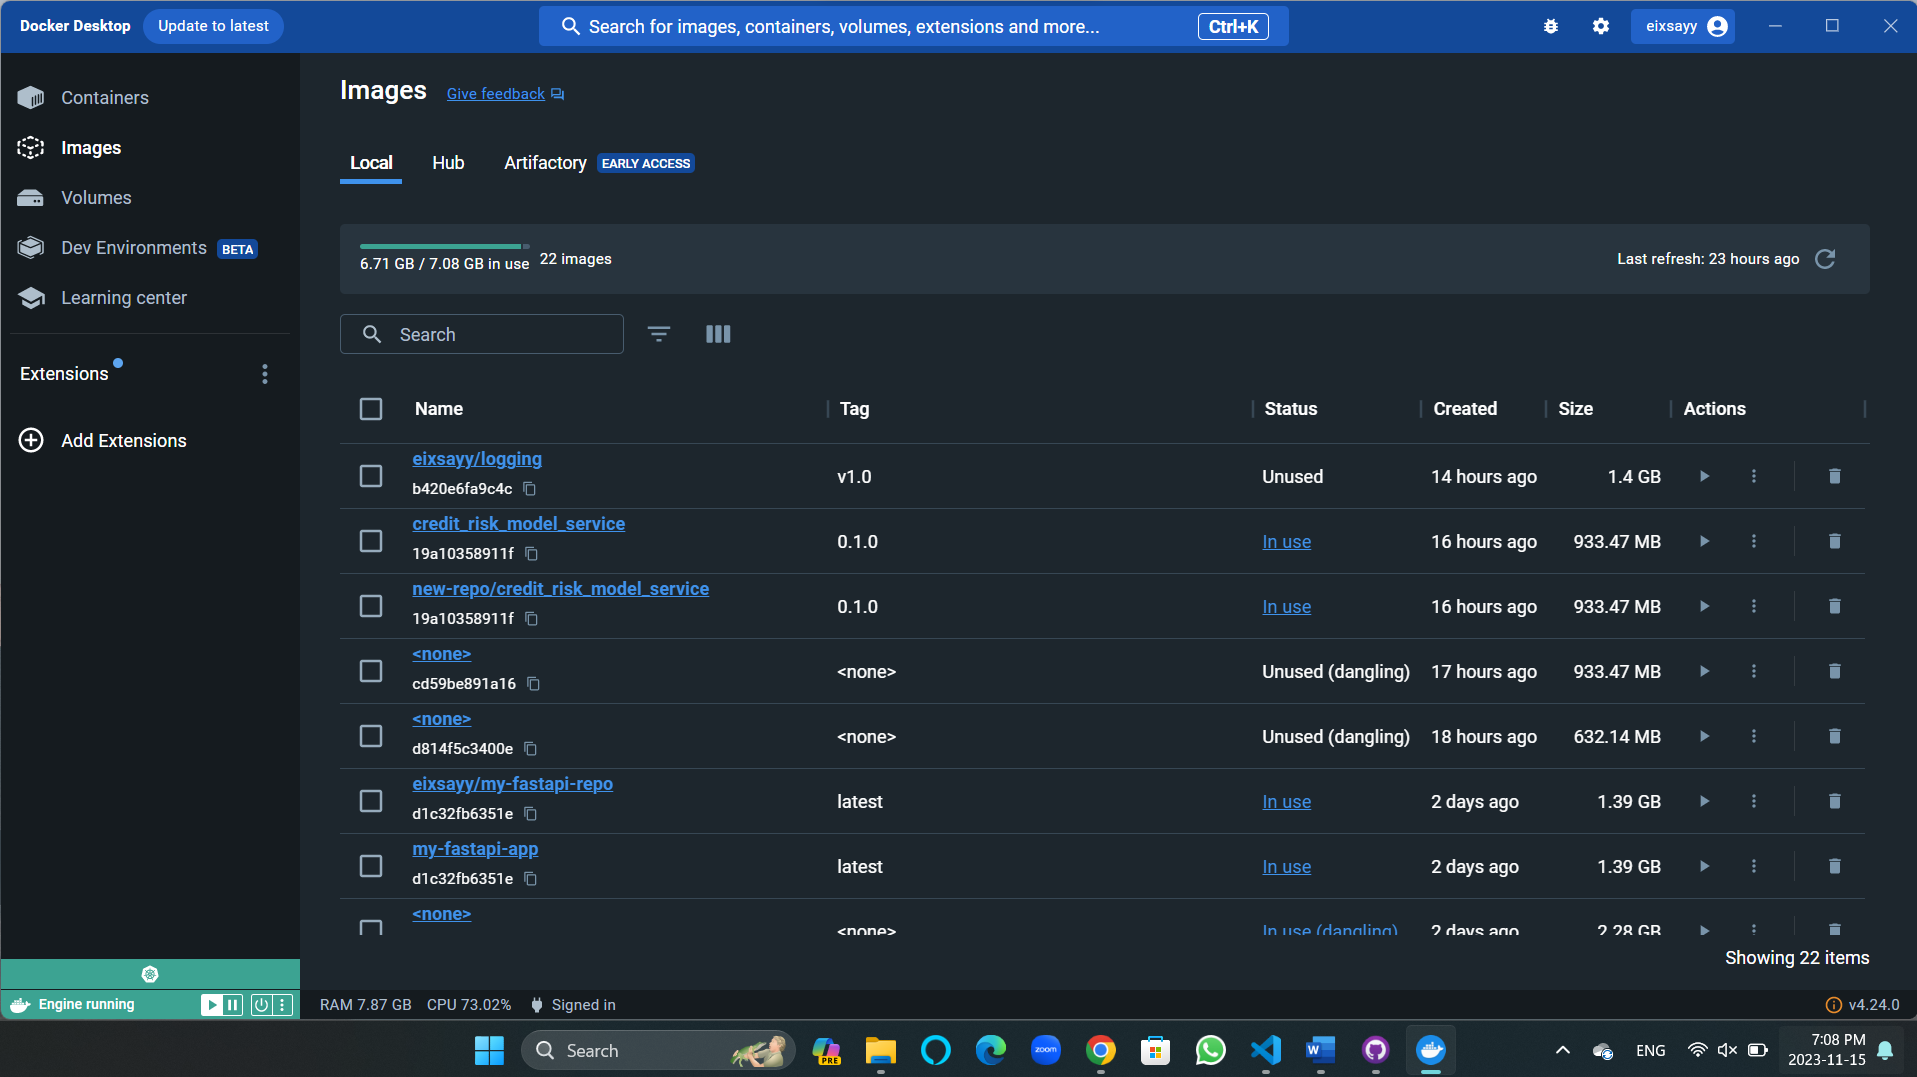 Docker Desktop Update to latest Search for images, containers, volumes, extensions and more... Ctrl+K eixsayy
Containers
Images
Volumes
Dev Environments BETA
Learning center
Extensions
Add Extensions
Images Give feedback
Local Hub Artifactory EARLY ACCESS
6.71 GB / 7.08 GB in use 22 images Last refresh: 23 hours ago
Search
Name Tag Status Created Size Actions
eixsayy/logging
b420e6fa9c4c v1.0 Unused 14 hours ago 1.4 GB
credit_risk_model_service
19a10358911f 0.1.0 In use 16 hours ago 933.47 MB
new-repo/credit_risk_model_service
19a10358911f 0.1.0 In use 16 hours ago 933.47 MB
<none>
cd59be891a16 <none> Unused (dangling) 17 hours ago 933.47 MB
<none>
d814f5c3400e <none> Unused (dangling) 18 hours ago 632.14 MB
eixsayy/my-fastapi-repo
d1c32fb6351e latest In use 2 days ago 1.39 GB
my-fastapi-app
d1c32fb6351e latest In use 2 days ago 1.39 GB
<none>
<none> In use (dangling) 2 days ago 2.28 GB
Showing 22 items
Engine running RAM 7.87 GB CPU 73.02% Signed in v4.24.0
Search PRE zoom W ENG 7:08 PM
2023-11-15